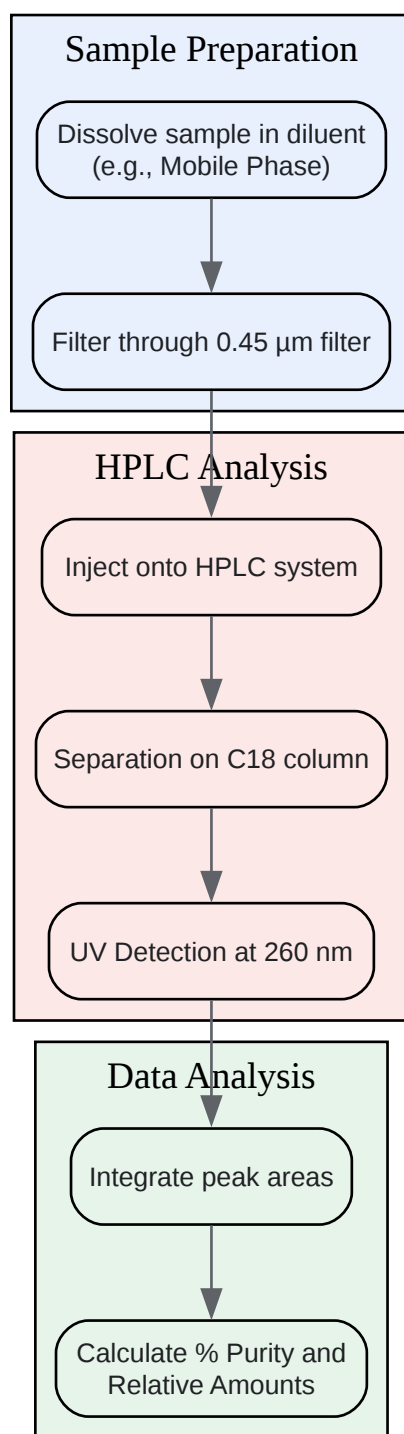 Sample Preparation
Dissolve sample in diluent
(e.g., Mobile Phase)
Filter through 0.45 µm filter
HPLC Analysis
Inject onto HPLC system
Separation on C18 column
UV Detection at 260 nm
Data Analysis
Integrate peak areas
Calculate % Purity and
Relative Amounts